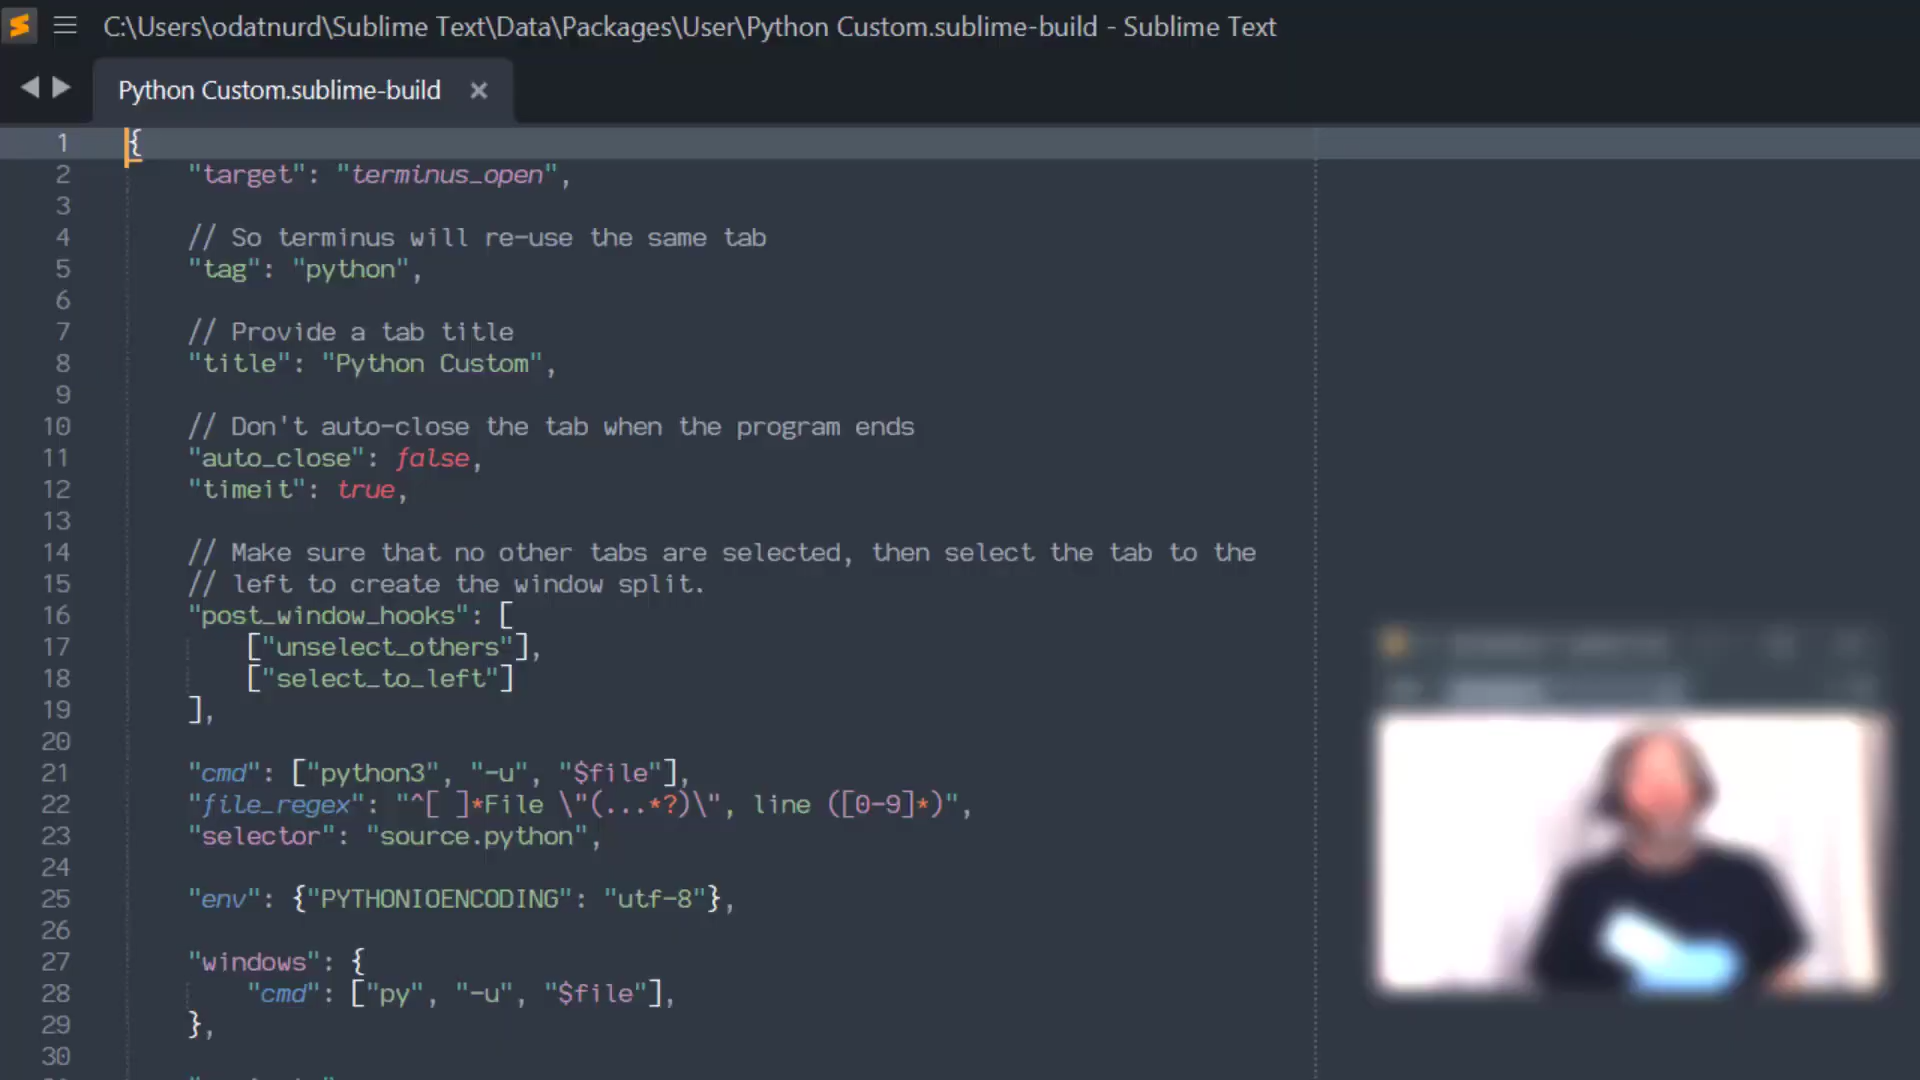 C:\Users\odatnurd\Sublime Text\Data\Packages\User\Python Custom.sublime-build - Sublime Text
Python Custom.sublime-build ×
1 {
2 "target": "terminus_open",
3
4 // So terminus will re-use the same tab
5 "tag": "python",
6
7 // Provide a tab title
8 "title": "Python Custom",
9
10 // Don't auto-close the tab when the program ends
11 "auto_close": false,
12 "timeit": true,
13
14 // Make sure that no other tabs are selected, then select the tab to the
15 // left to create the window split.
16 "post_window_hooks": [
17 ["unselect_others"],
18 ["select_to_left"]
19 ],
20
21 "cmd": ["python3", "-u", "$file"],
22 "file_regex": "^[ ]*File \"(...*?)\", line ([0-9]*)",
23 "selector": "source.python",
24
25 "env": {"PYTHONIOENCODING": "utf-8"},
26
27 "windows": {
28 "cmd": ["py", "-u", "$file"],
29 },
30